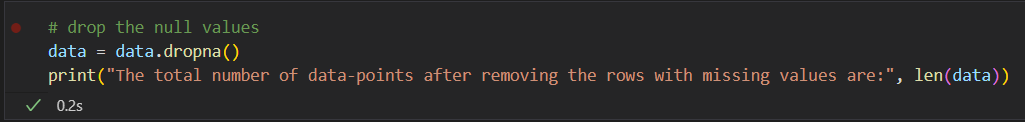 # drop the null values
data = data.dropna()
print("The total number of data-points after removing the rows with missing values are:", len(data))
0.2s